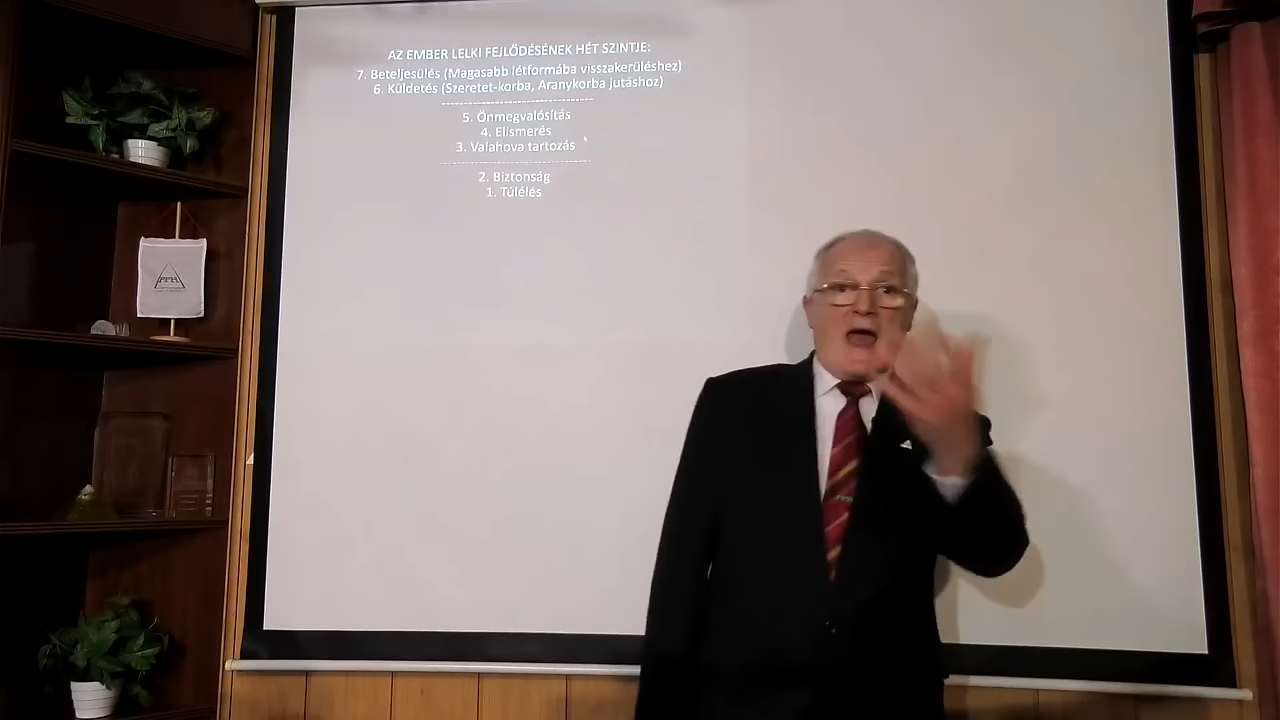 AZ EMBER LELKI FEJLŐDÉSÉNEK HÉT SZINTJE:
7. Beteljesülés (Magasabb létformába visszakerüléshez)
6. Küldetés (Szeretet-korba, Aranykorba jutáshoz)
5. Önmegvalósítás
4. Elismerés
3. Valahova tartozás
2. Biztonság
1. Túlélés